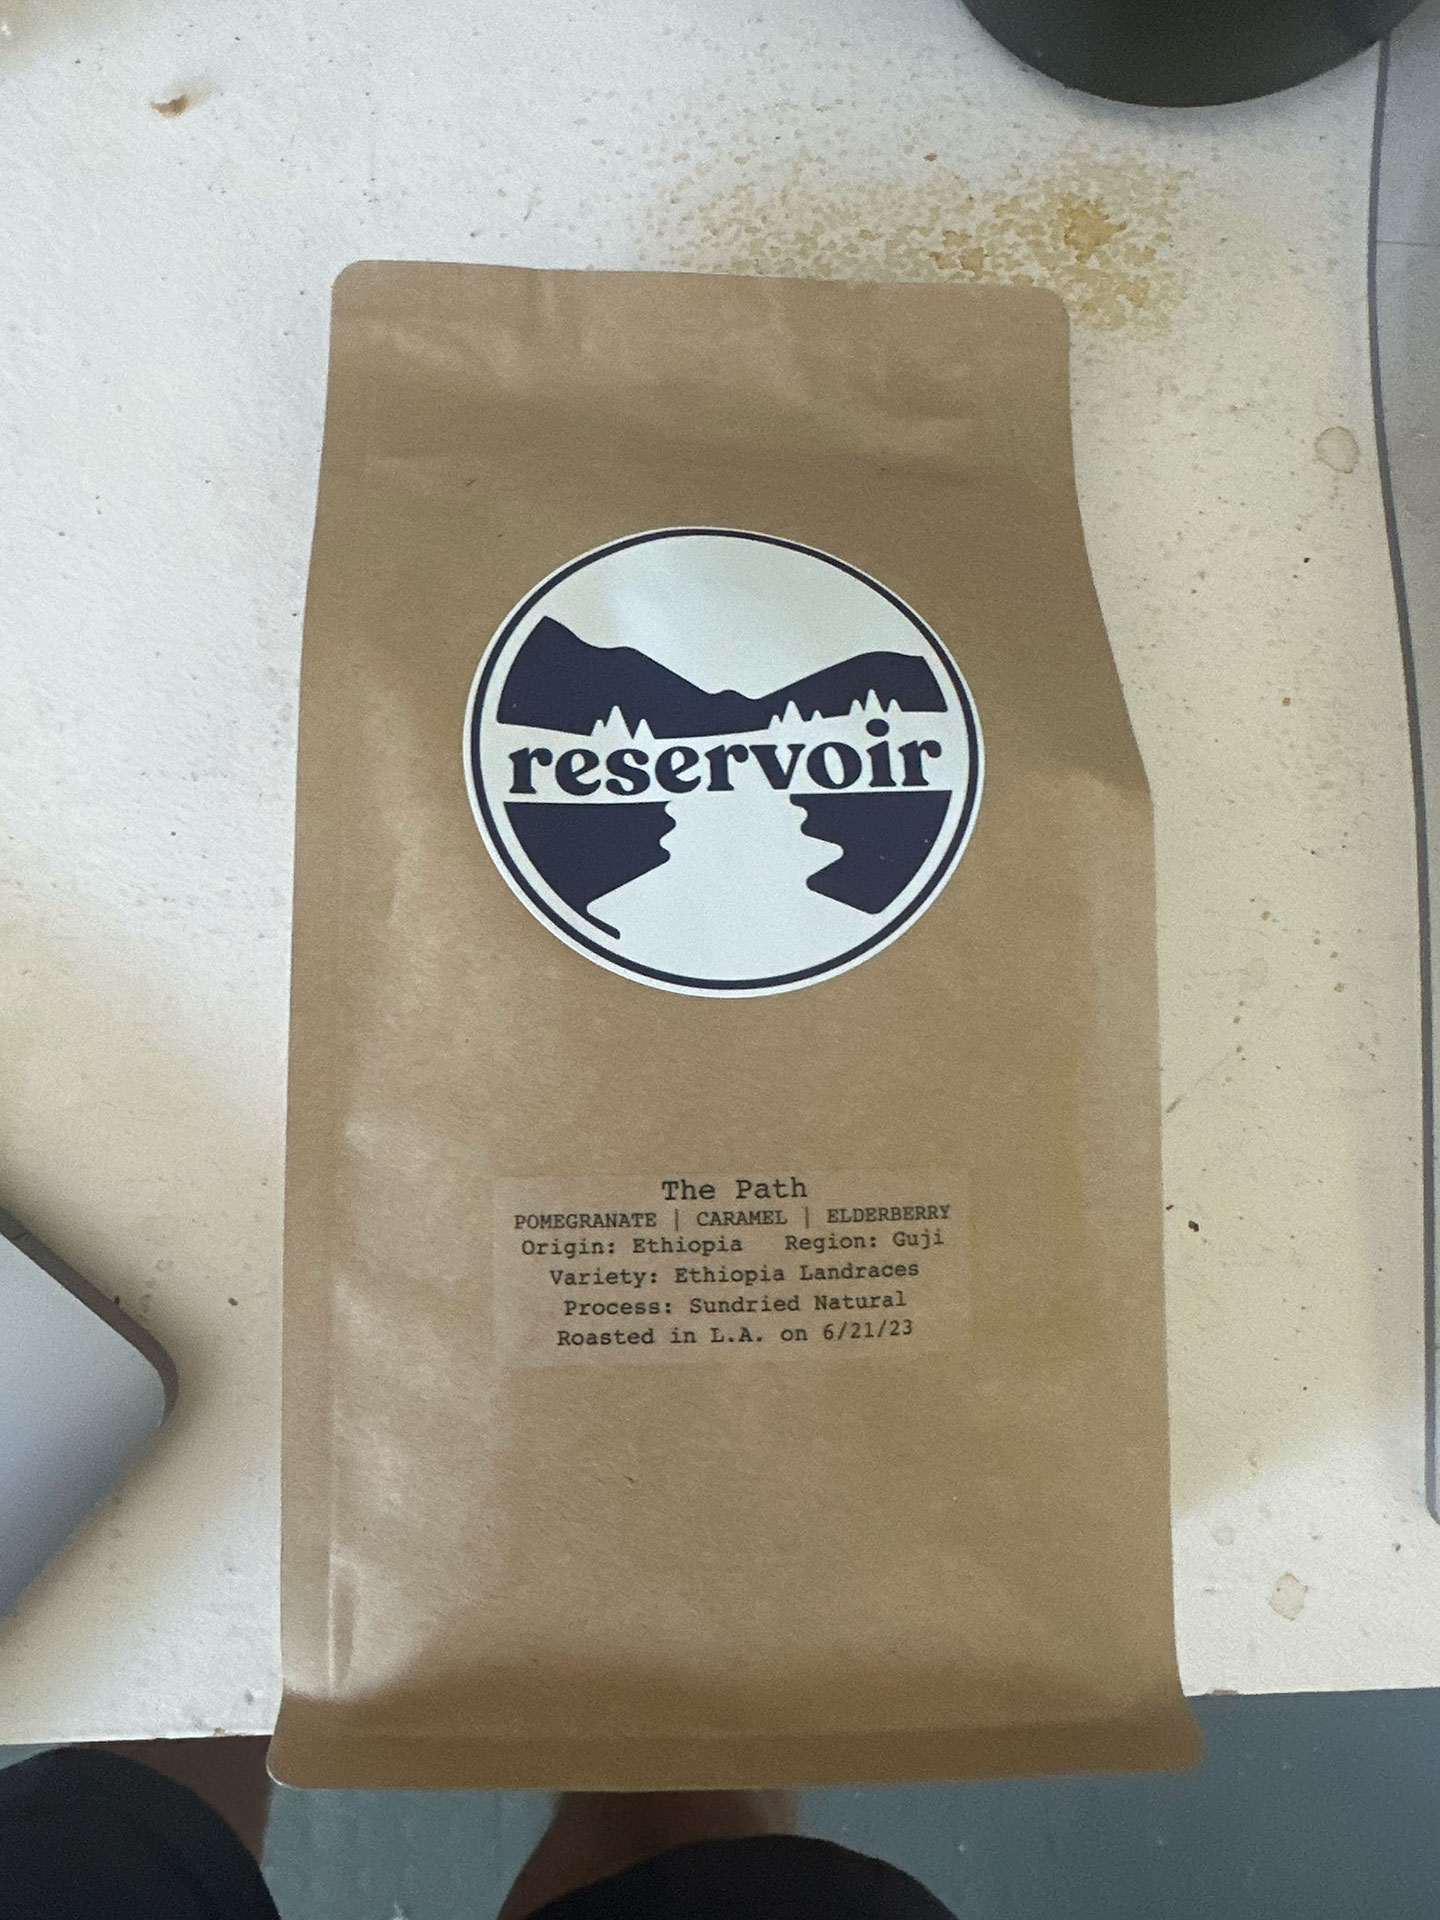 reservoir
The Path
POMEGRANATE | CARAMEL | ELDERBERRY
Origin: Ethiopia   Region: Guji
Variety: Ethiopia Landraces
Process: Sundried Natural
Roasted in L.A. on 6/21/23